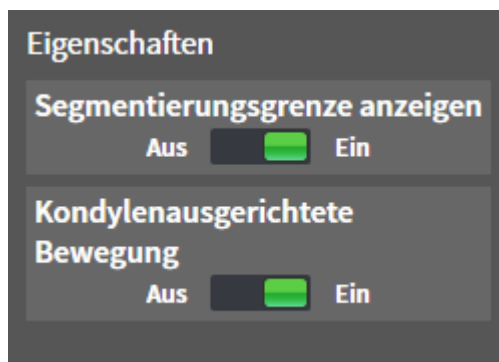 Eigenschaften
Segmentierungsgrenze anzeigen
Aus Ein
Kondylenausgerichtete
Bewegung
Aus Ein